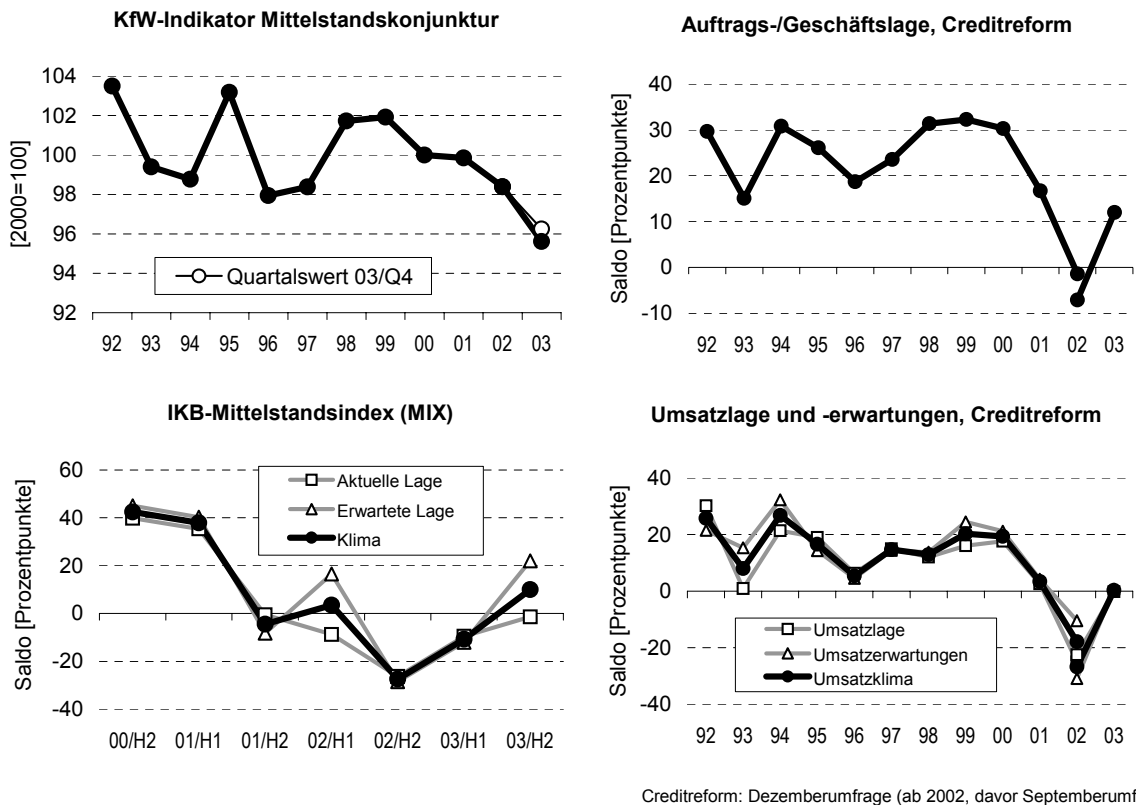 KfW-Indikator Mittelstandskonjunktur
[2000=100]
104
102
100
98
96
94
92
Quartalswert 03/Q4
92 93 94 95 96 97 98 99 00 01 02 03
Auftrags-/Geschäftslage, Creditreform
Saldo [Prozentpunkte]
40
30
20
10
0
-10
92 93 94 95 96 97 98 99 00 01 02 03
IKB-Mittelstandsindex (MIX)
Saldo [Prozentpunkte]
60
40
20
0
-20
-40
Aktuelle Lage
Erwartete Lage
Klima
00/H2 01/H1 01/H2 02/H1 02/H2 03/H1 03/H2
Umsatzlage und -erwartungen, Creditreform
Saldo [Prozentpunkte]
40
20
0
-20
-40
Umsatzlage
Umsatzerwartungen
Umsatzklima
92 93 94 95 96 97 98 99 00 01 02 03
Creditreform: Dezemberumfrage (ab 2002, davor Septemberumf